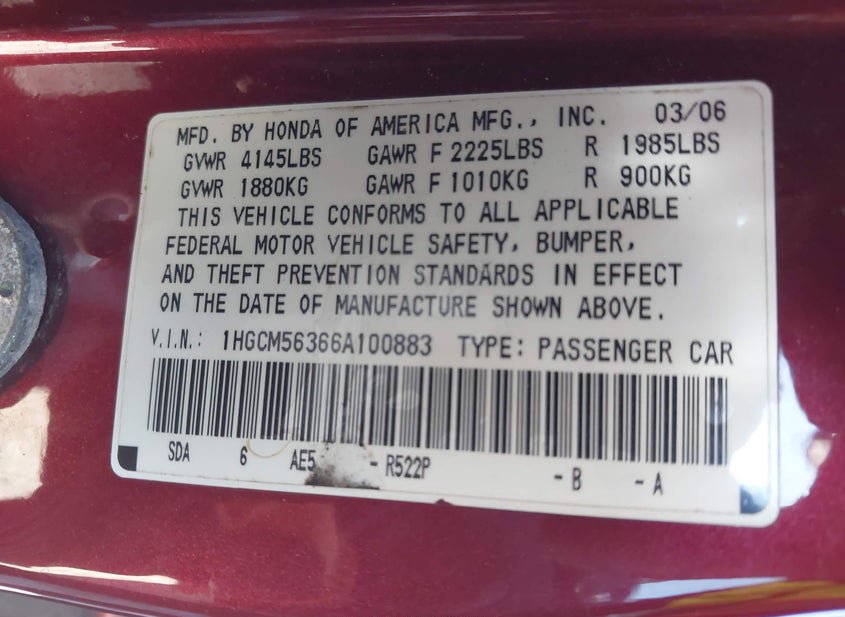 MFD. BY HONDA OF AMERICA MFG., INC. 03/06
GVWR 4145LBS GAWR F 2225LBS R 1985LBS
GVWR 1880KG GAWR F 1010KG R 900KG
THIS VEHICLE CONFORMS TO ALL APPLICABLE
FEDERAL MOTOR VEHICLE SAFETY, BUMPER,
AND THEFT PREVENTION STANDARDS IN EFFECT
ON THE DATE OF MANUFACTURE SHOWN ABOVE.
V.I.N.: 1HGCM56366A100883 TYPE: PASSENGER CAR
SDA 6 AE5 - R522P - B - A